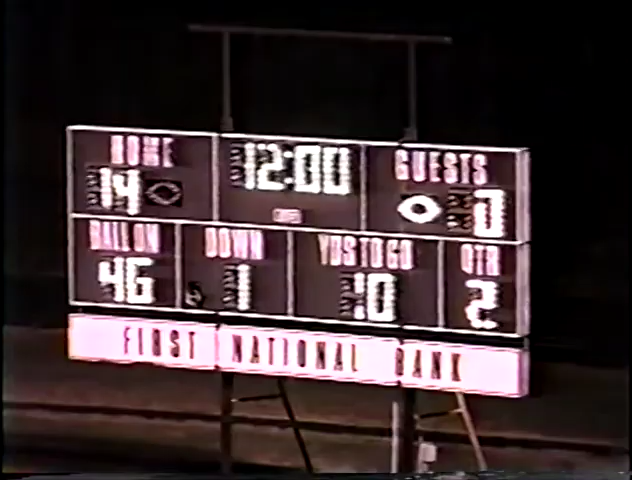 HOME 12:00 GUESTS
14 0
BALL ON DOWN YDS TO GO QTR
46 1 10 2
FIRST NATIONAL BANK